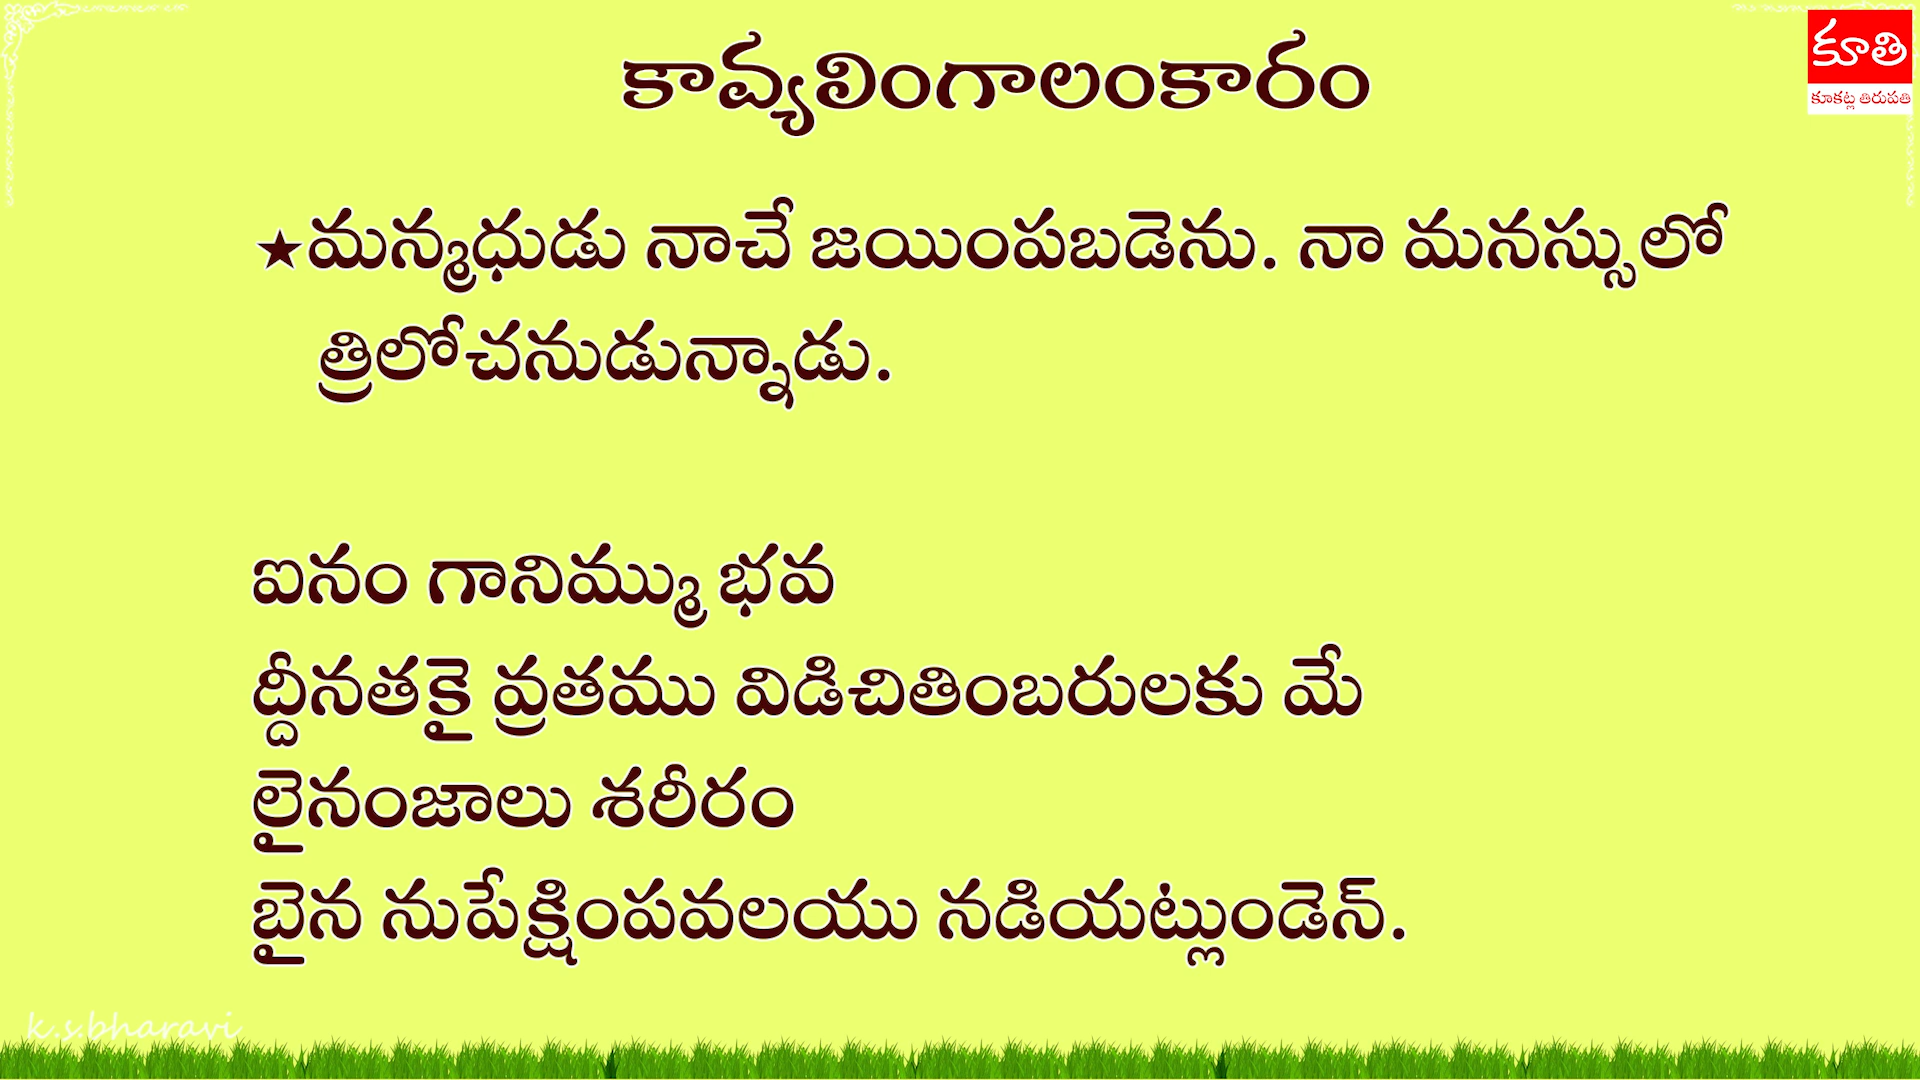 కావ్యలింగాలంకారం
కూతి
కూకట్ల తిరుపతి
★మన్మధుడు నాచే జయింపబడెను. నా మనస్సులో
త్రిలోచనుడున్నాడు.
ఐనం గానిమ్ము భవ
ద్దీనతకై వ్రతము విడిచితింబరులకు మే
లైనంజాలు శరీరం
బైన నుపేక్షింపవలయు నడియట్లుండెన్.
k.s.bharavi